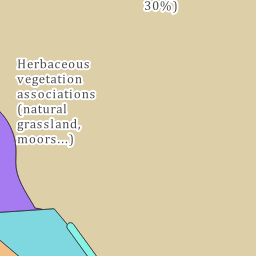 30%)
Herbaceous
vegetation
associations
(natural
grassland,
moors...)